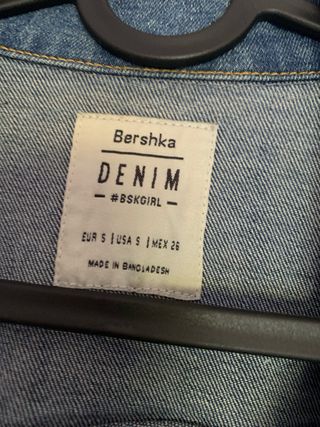 Bershka
DENIM
#BSKGIRL
EUR S | USA S | MEX 26
MADE IN BANGLADESH